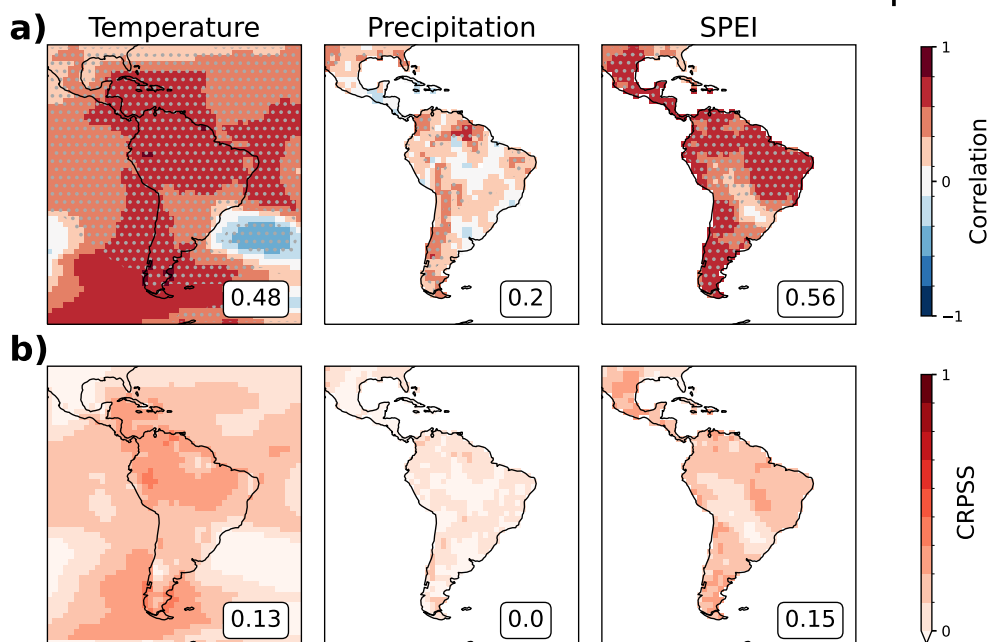 a) Temperature Precipitation SPEI
0.48 0.2 0.56
1
0
−1
Correlation
b)
0.13 0.0 0.15
1
0
CRPSS